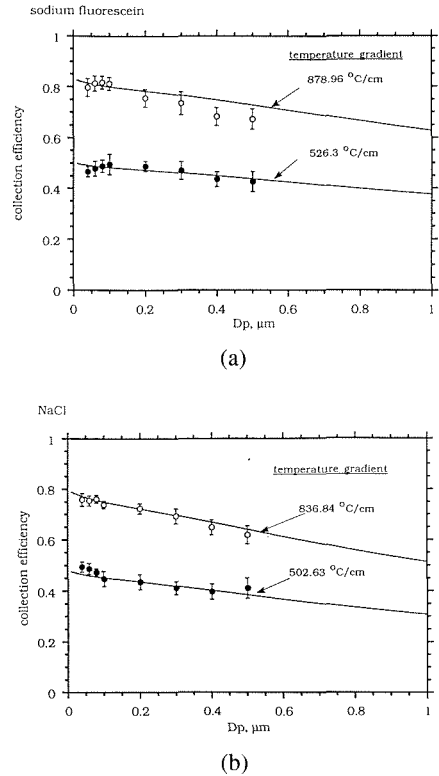 sodium fluorescein
1
0.8
0.6
0.4
0.2
0
collection efficiency
temperature gradient
878.96 °C/cm
526.3 °C/cm
0 0.2 0.4 0.6 0.8 1
Dp, μm
(a)
NaCl
1
0.8
0.6
0.4
0.2
0
collection efficiency
temperature gradient
836.84 °C/cm
502.63 °C/cm
0 0.2 0.4 0.6 0.8 1
Dp, μm
(b)